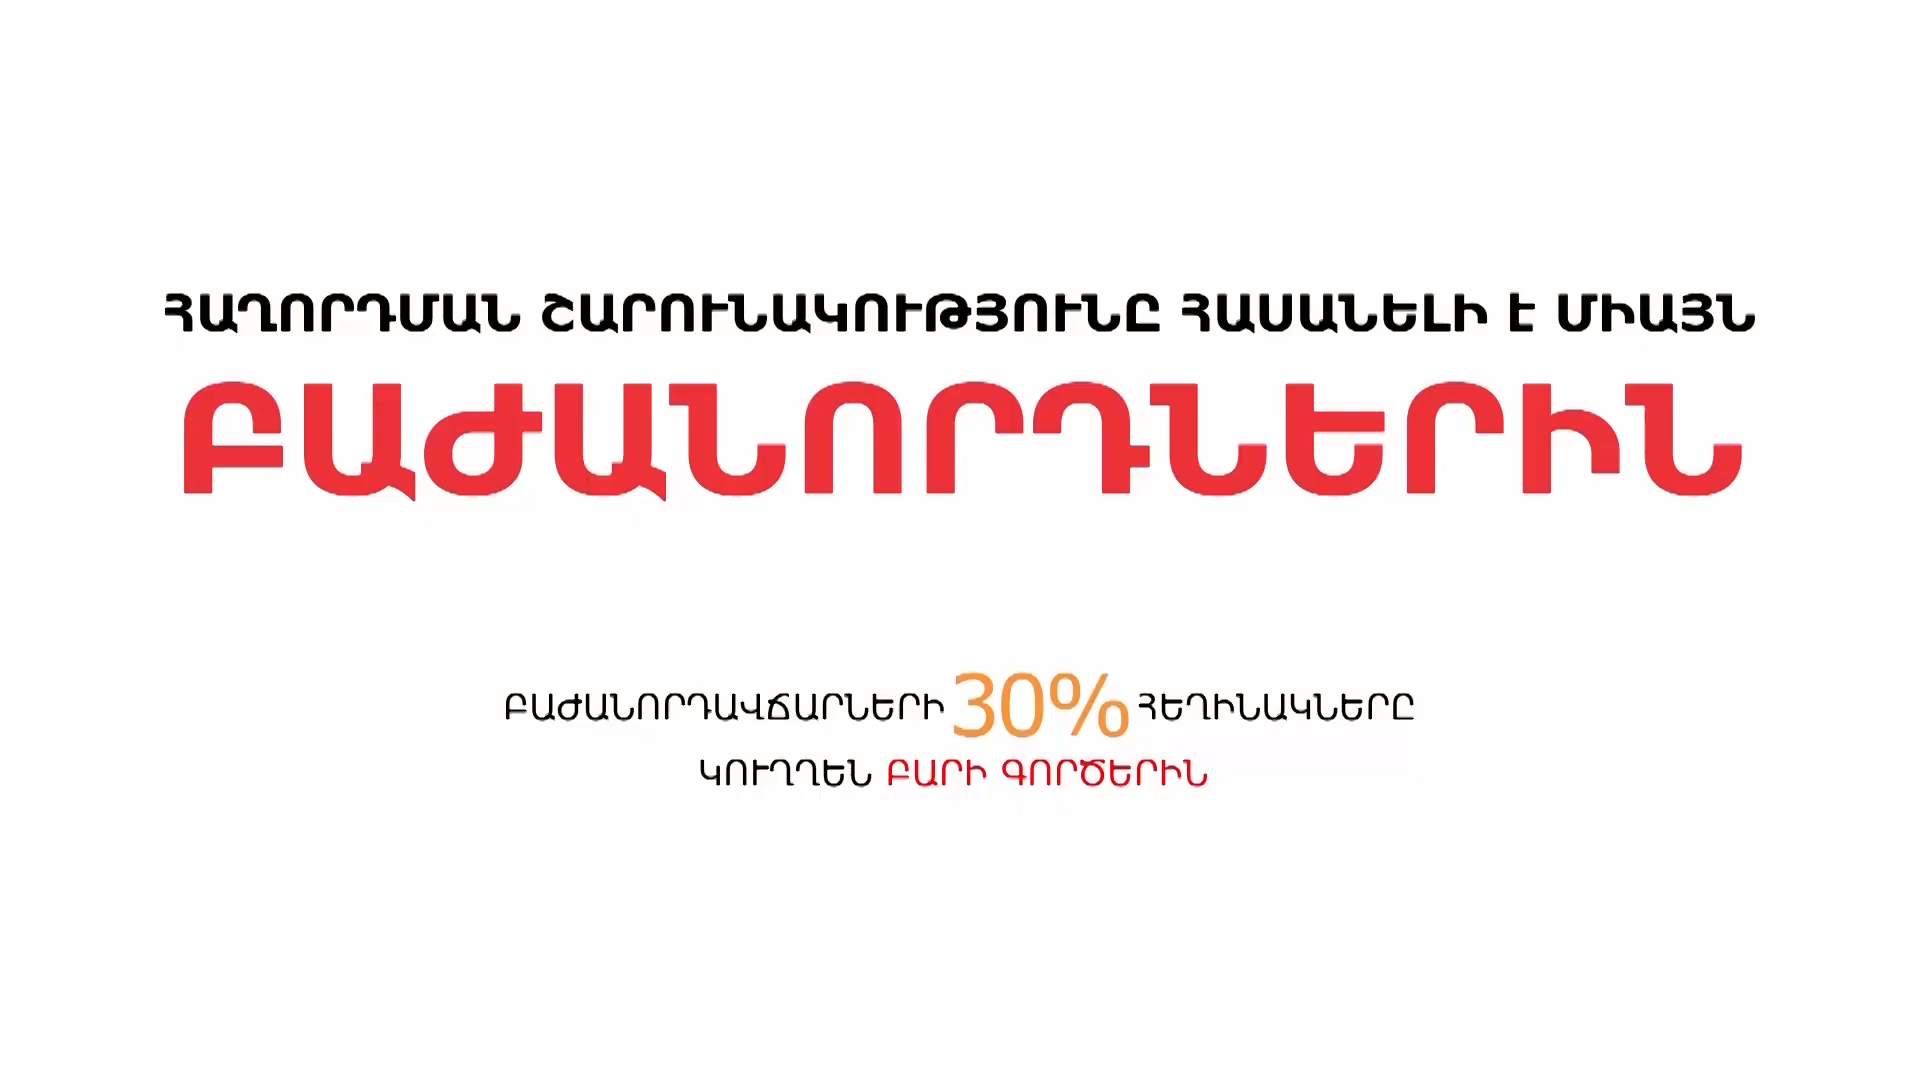 ՀԱՂՈՐԴՄԱՆ ՇԱՐՈՒՆԱԿՈՒԹՅՈՒՆԸ ՀԱՍԱՆԵԼԻ Է ՄԻԱՅՆ
ԲԱԺԱՆՈՐԴՆԵՐԻՆ
ԲԱԺԱՆՈՐԴԱՎՃԱՐՆԵՐԻ 30% ՀԵՂԻՆԱԿՆԵՐԸ
ԿՈՒՂՂԵՆ ԲԱՐԻ ԳՈՐԾԵՐԻՆ